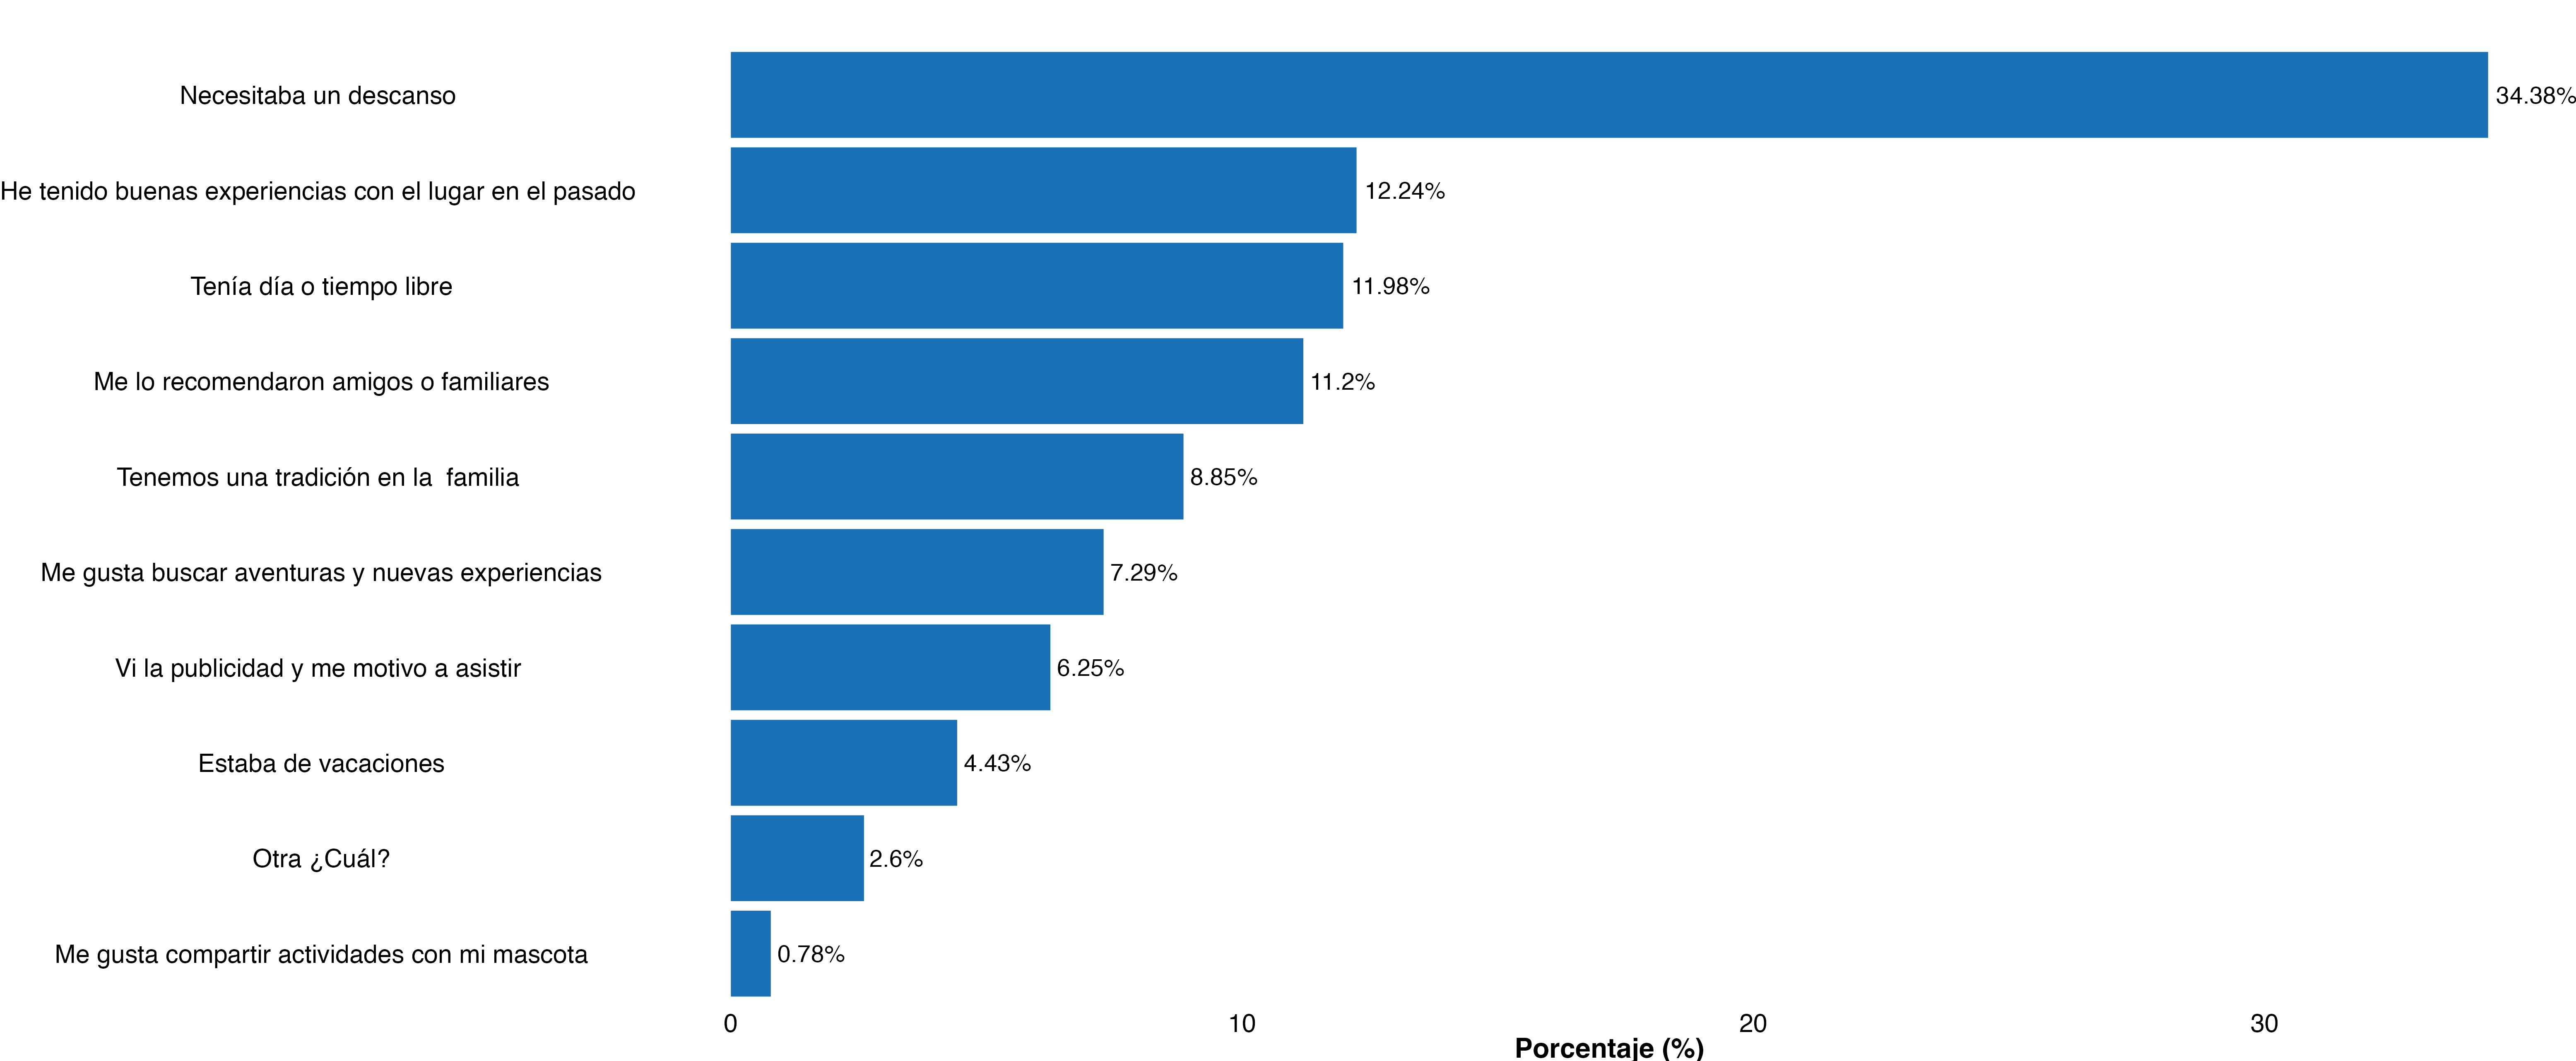 Necesitaba un descanso 34.38%
He tenido buenas experiencias con el lugar en el pasado 12.24%
Tenía día o tiempo libre 11.98%
Me lo recomendaron amigos o familiares 11.2%
Tenemos una tradición en la  familia 8.85%
Me gusta buscar aventuras y nuevas experiencias 7.29%
Vi la publicidad y me motivo a asistir 6.25%
Estaba de vacaciones 4.43%
Otra ¿Cuál? 2.6%
Me gusta compartir actividades con mi mascota 0.78%
0 10 20 30
Porcentaje (%)